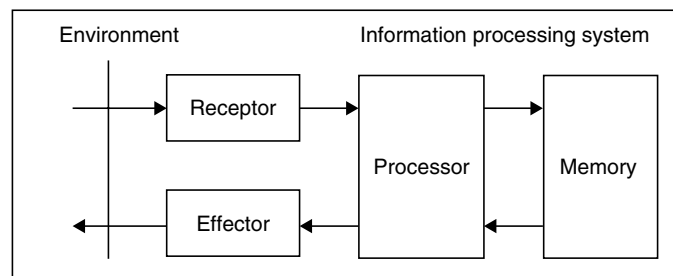 Environment
Information processing system
Receptor
Processor
Memory
Effector